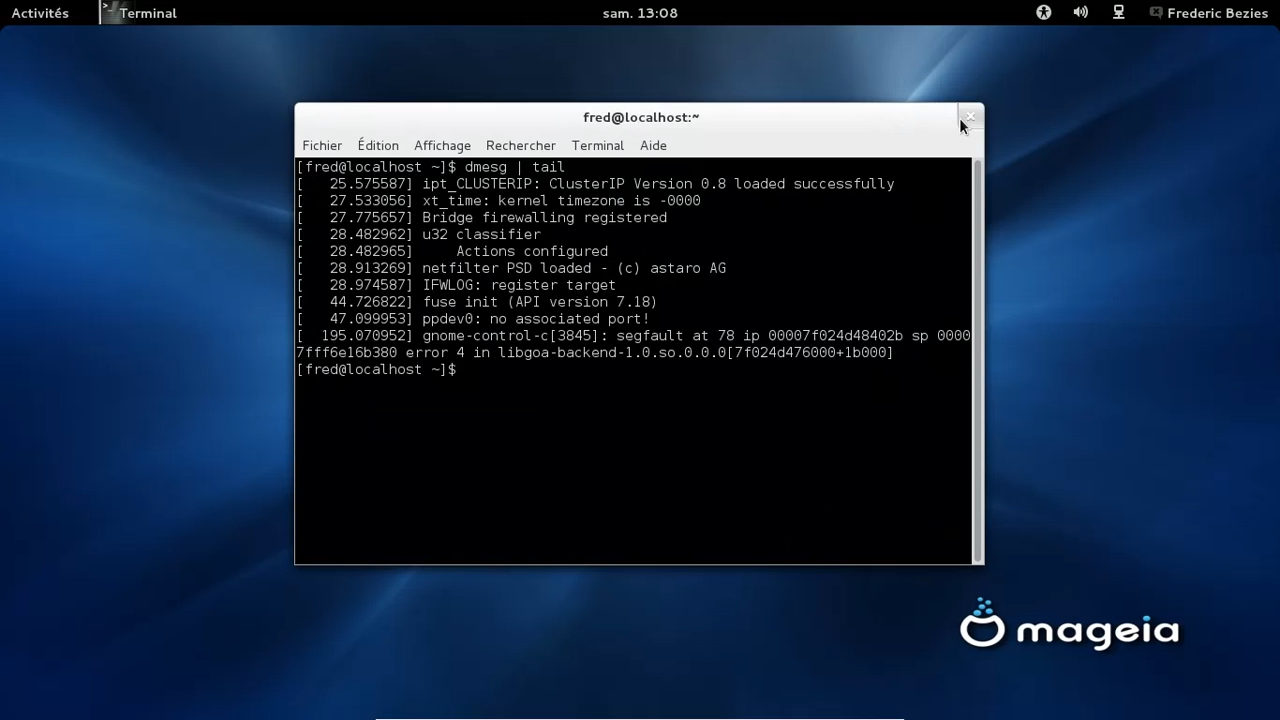 Activités Terminal sam. 13:08 Frederic Bezies
fred@localhost:~
Fichier Édition Affichage Rechercher Terminal Aide
[fred@localhost ~]$ dmesg | tail
[   25.575587] ipt_CLUSTERIP: ClusterIP Version 0.8 loaded successfully
[   27.533056] xt_time: kernel timezone is -0000
[   27.775657] Bridge firewalling registered
[   28.482962] u32 classifier
[   28.482965]     Actions configured
[   28.913269] netfilter PSD loaded - (c) astaro AG
[   28.974587] IFWLOG: register target
[   44.726822] fuse init (API version 7.18)
[   47.099953] ppdev0: no associated port!
[  195.070952] gnome-control-c[3845]: segfault at 78 ip 00007f024d48402b sp 0000
7fff6e16b380 error 4 in libgoa-backend-1.0.so.0.0.0[7f024d476000+1b000]
[fred@localhost ~]$
mageia